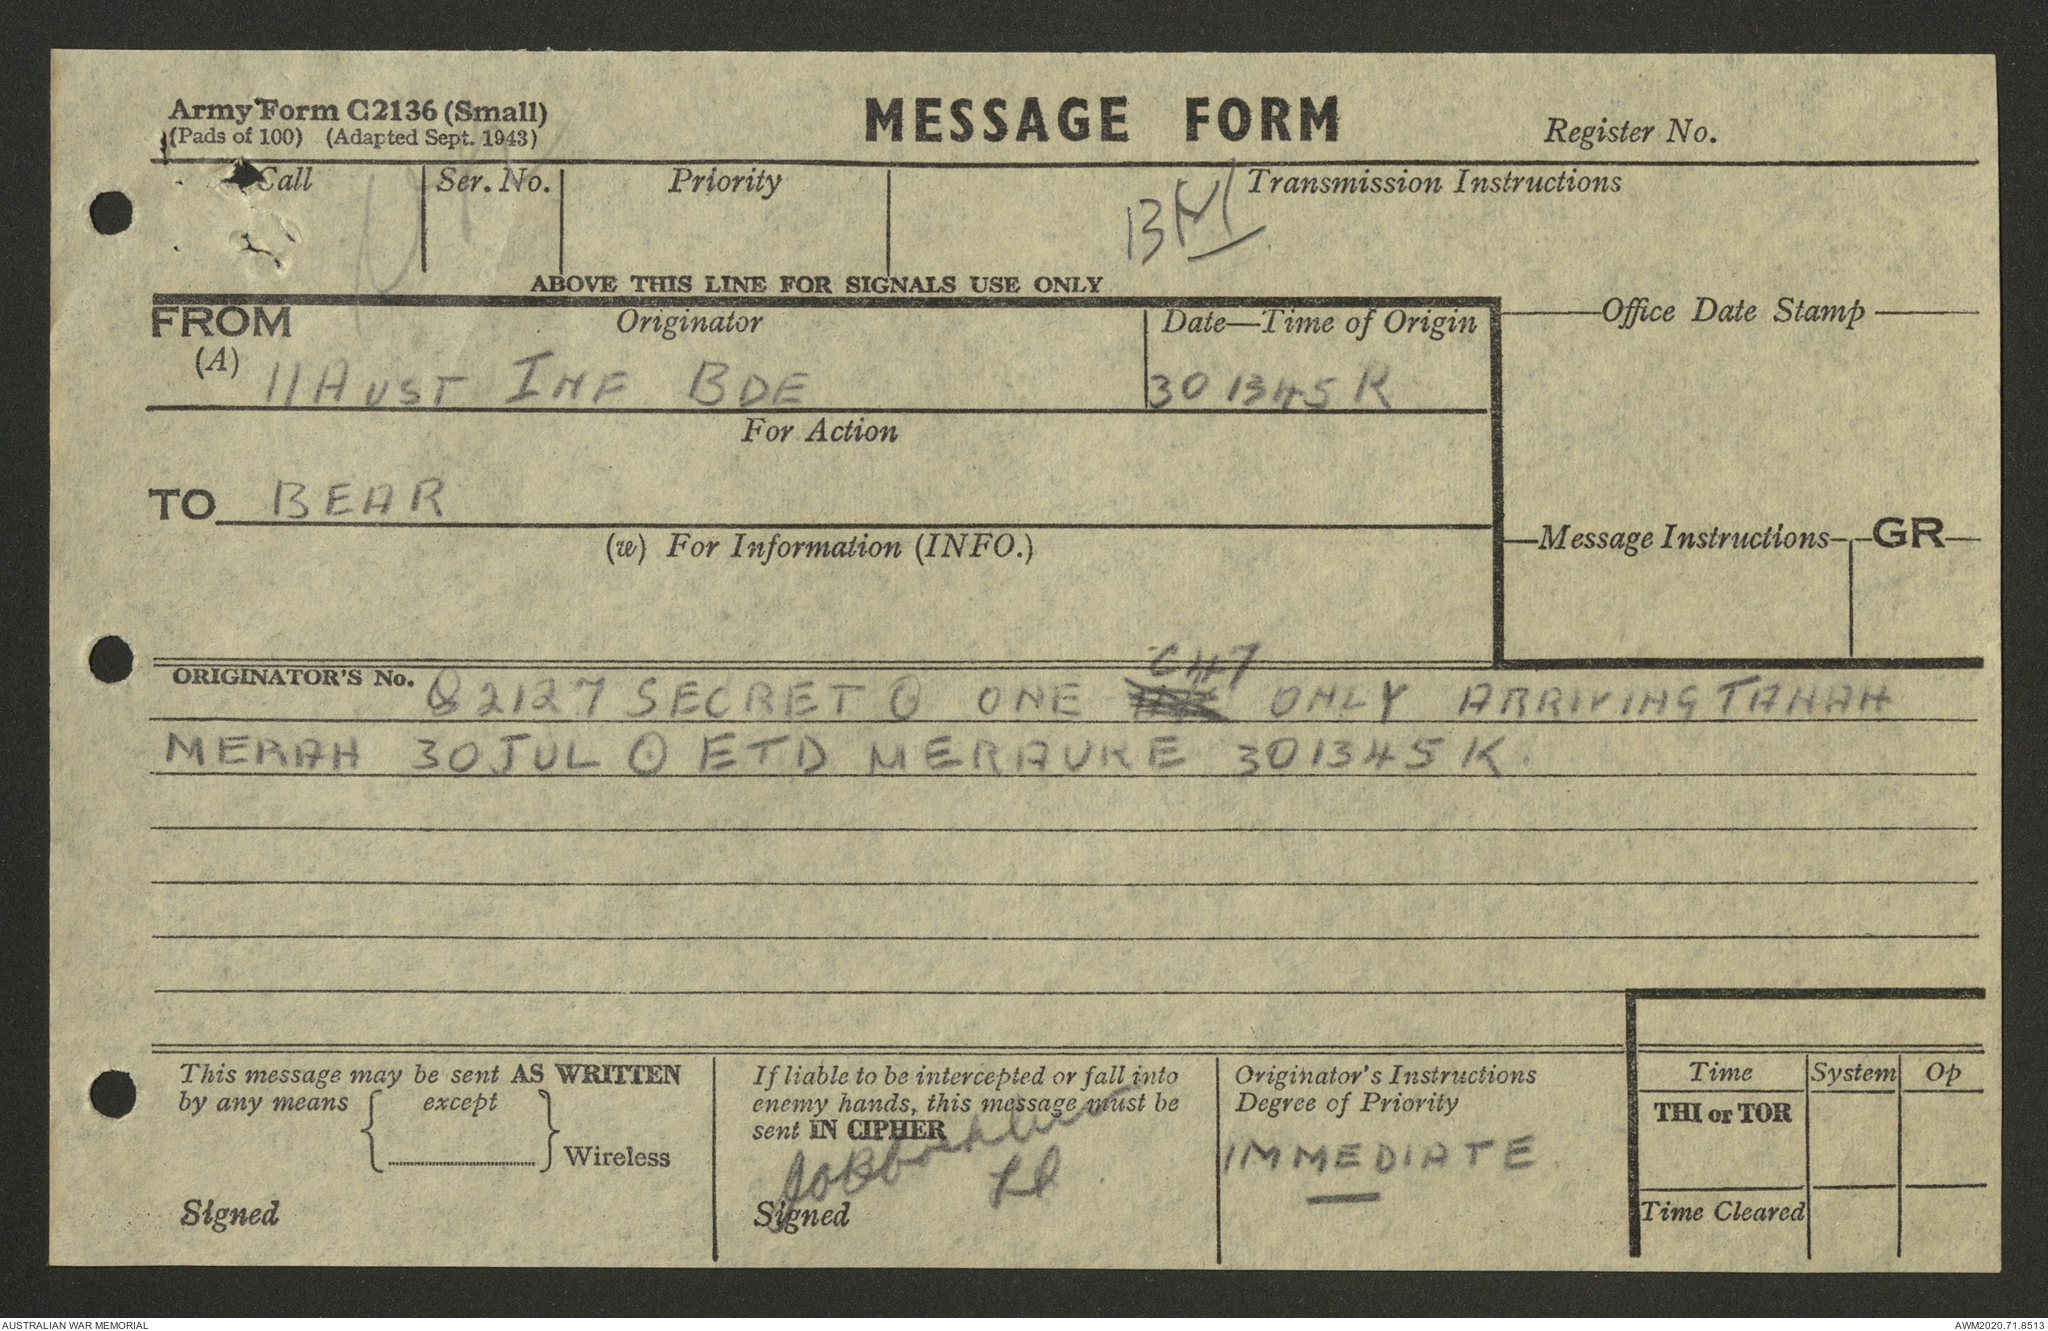 Army Form C2136 (Small)
(Pads of 100) (Adapted Sept. 1943)
MESSAGE FORM
Register No.
Call
Ser. No.
Priority
Transmission Instructions
BM
ABOVE THIS LINE FOR SIGNALS USE ONLY
FROM
(A)
Originator
Date—Time of Origin
Office Date Stamp
11 AUST INF BDE
301345K
For Action
TO BEAR
(w) For Information (INFO.)
Message Instructions
GR
ORIGINATOR'S No.
C47
Q2127 SECRET O ONE ONLY ARRIVING TANAH
MERAH 30 JUL O ETD MERAUKE 301345K.
This message may be sent AS WRITTEN
by any means { except
} Wireless
Signed
If liable to be intercepted or fall into
enemy hands, this message must be
sent IN CIPHER
Lt
Signed
Originator's Instructions
Degree of Priority
IMMEDIATE
Time
System
Op
THI or TOR
Time Cleared
AUSTRALIAN WAR MEMORIAL
AWM2020.71.8513